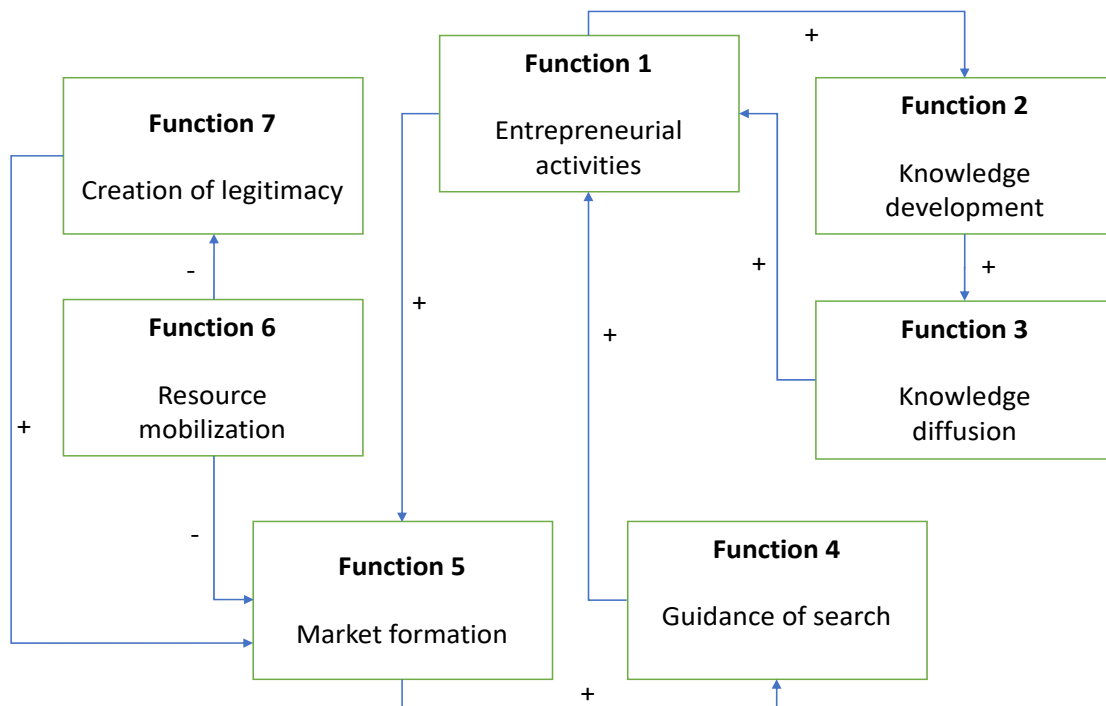 Function 1
Entrepreneurial
activities
+
Function 2
Knowledge
development
+
Function 3
Knowledge
diffusion
+
Function 7
Creation of legitimacy
-
Function 6
Resource
mobilization
-
+
+
+
Function 5
Market formation
Function 4
Guidance of search
+